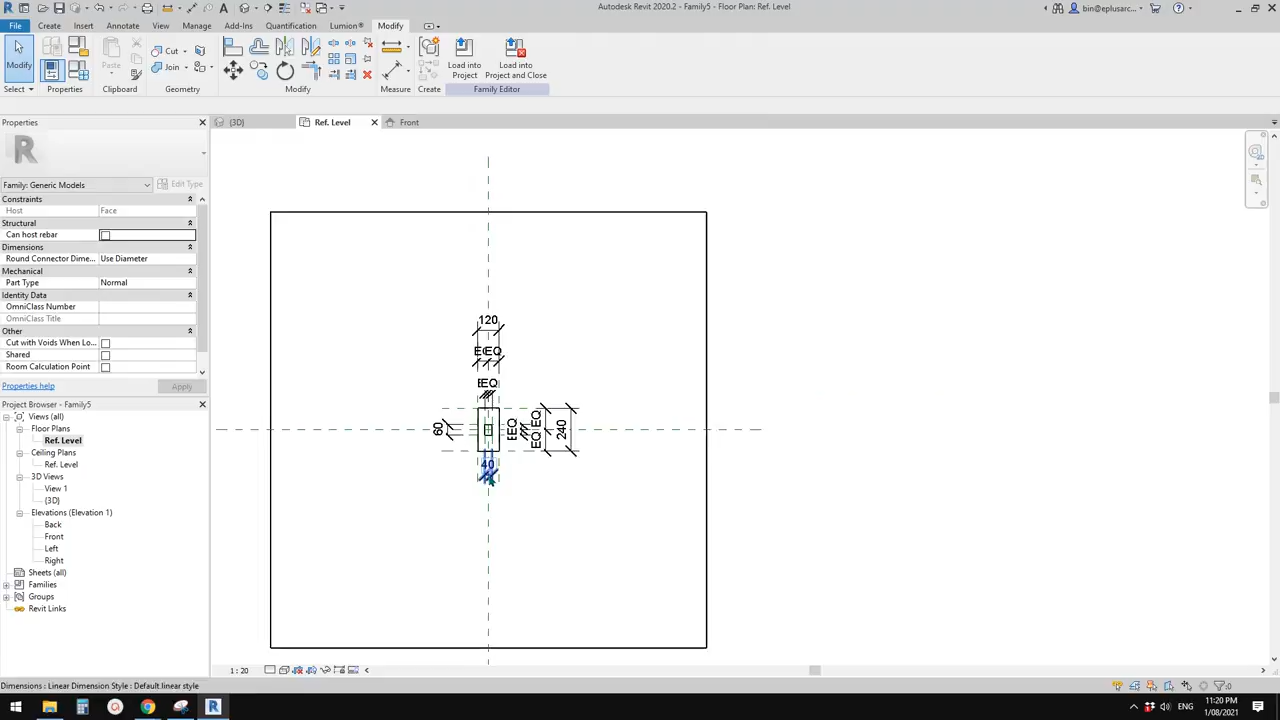 Autodesk Revit 2020.2 - Family5 - Floor Plan: Ref. Level
bin@eplusarc...
File Create Insert Annotate View Manage Add-Ins Quantification Lumion® Modify
Modify Paste Cut Join Load into Project Load into Project and Close
Select Properties Clipboard Geometry Modify Measure Create Family Editor
Properties
{3D} Ref. Level Front
Family: Generic Models Edit Type
Constraints
Host Face
Structural
Can host rebar
Dimensions
Round Connector Dime... Use Diameter
Mechanical
Part Type Normal
Identity Data
OmniClass Number
OmniClass Title
Other
Cut with Voids When Lo...
Shared
Room Calculation Point
Properties help Apply
Project Browser - Family5
Views (all)
Floor Plans
Ref. Level
Ceiling Plans
Ref. Level
3D Views
View 1
{3D}
Elevations (Elevation 1)
Back
Front
Left
Right
Sheets (all)
Families
Groups
Revit Links
120
EQ EQ
EQ
60
EQ
EQ EQ
240
40
1 : 20
Dimensions : Linear Dimension Style : Default linear style
:0
ENG
11:20 PM
1/08/2021